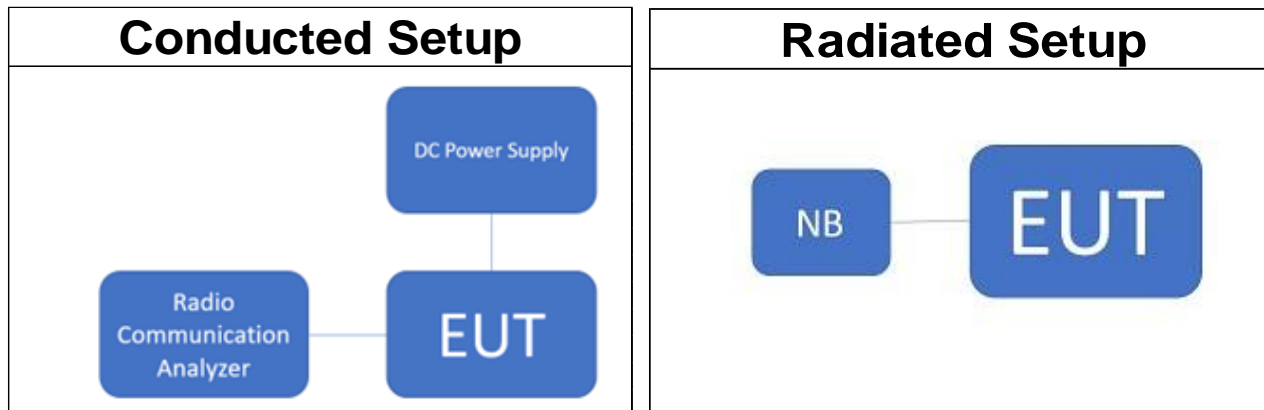 Conducted Setup
DC Power Supply
Radio
Communication
Analyzer
EUT
Radiated Setup
NB
EUT